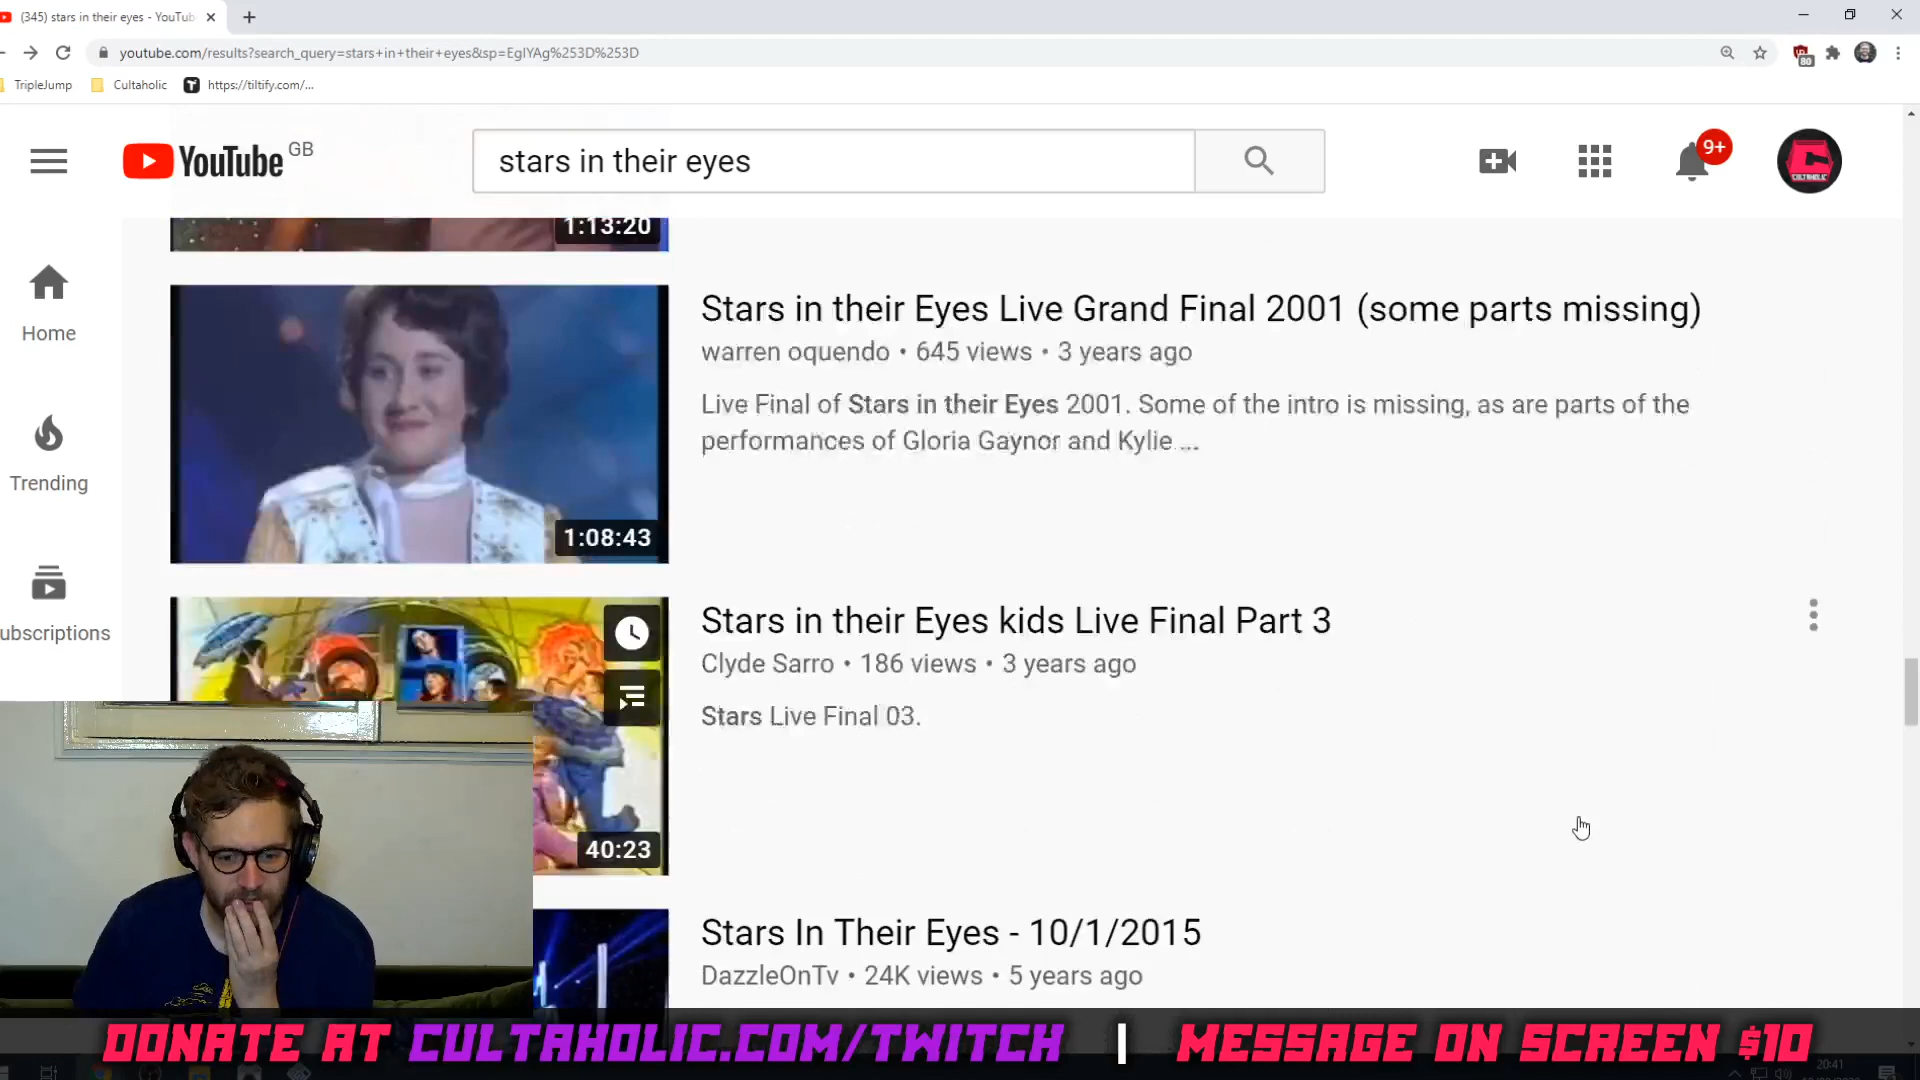 (345) stars in their eyes - YouTub
youtube.com/results?search_query=stars+in+their+eyes&sp=EgIYAg%253D%253D
80
TripleJump
Cultaholic
https://tiltify.com/...
YouTube GB
stars in their eyes
9+
CULTAHOLIC
Home
Trending
ubscriptions
1:13:20
Stars in their Eyes Live Grand Final 2001 (some parts missing)
warren oquendo • 645 views • 3 years ago
Live Final of Stars in their Eyes 2001. Some of the intro is missing, as are parts of the
performances of Gloria Gaynor and Kylie ...
1:08:43
Stars in their Eyes kids Live Final Part 3
Clyde Sarro • 186 views • 3 years ago
Stars Live Final 03.
40:23
Stars In Their Eyes - 10/1/2015
DazzleOnTv • 24K views • 5 years ago
DONATE AT CULTAHOLIC.COM/TWITCH | MESSAGE ON SCREEN $10
20:41